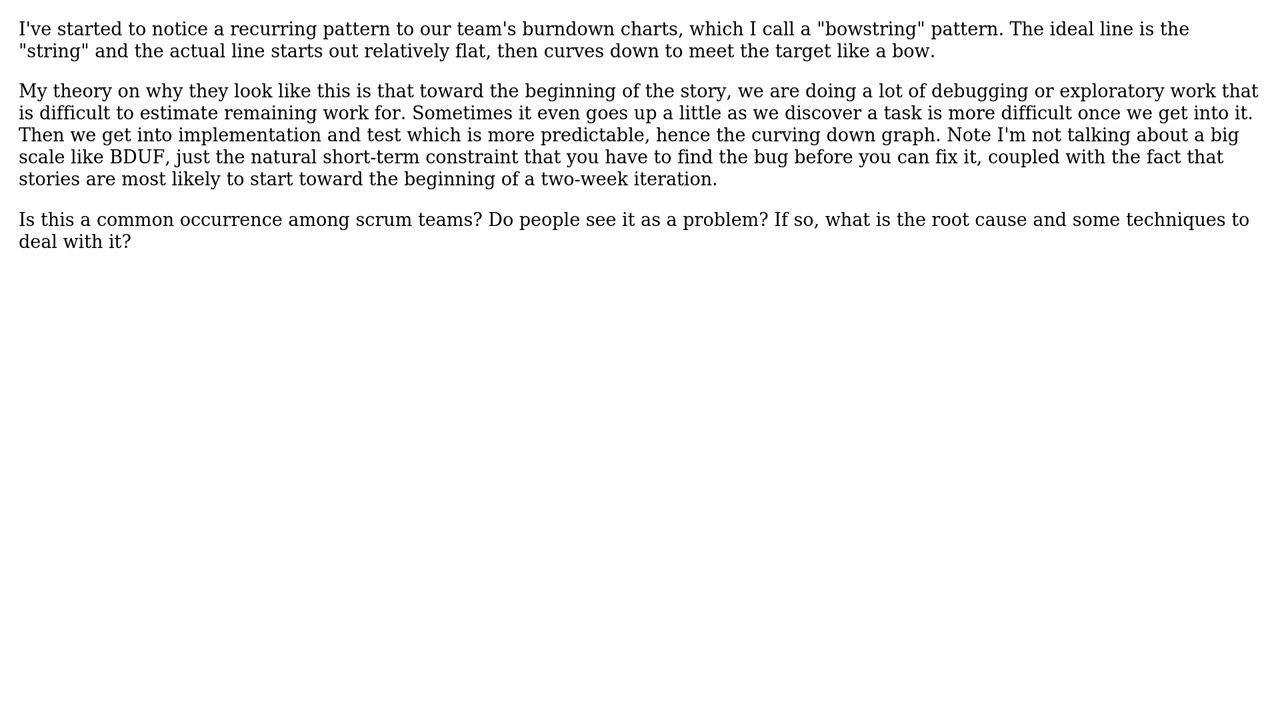 I've started to notice a recurring pattern to our team's burndown charts, which I call a "bowstring" pattern. The ideal line is the
"string" and the actual line starts out relatively flat, then curves down to meet the target like a bow.
My theory on why they look like this is that toward the beginning of the story, we are doing a lot of debugging or exploratory work that
is difficult to estimate remaining work for. Sometimes it even goes up a little as we discover a task is more difficult once we get into it.
Then we get into implementation and test which is more predictable, hence the curving down graph. Note I'm not talking about a big
scale like BDUF, just the natural short-term constraint that you have to find the bug before you can fix it, coupled with the fact that
stories are most likely to start toward the beginning of a two-week iteration.
Is this a common occurrence among scrum teams? Do people see it as a problem? If so, what is the root cause and some techniques to
deal with it?